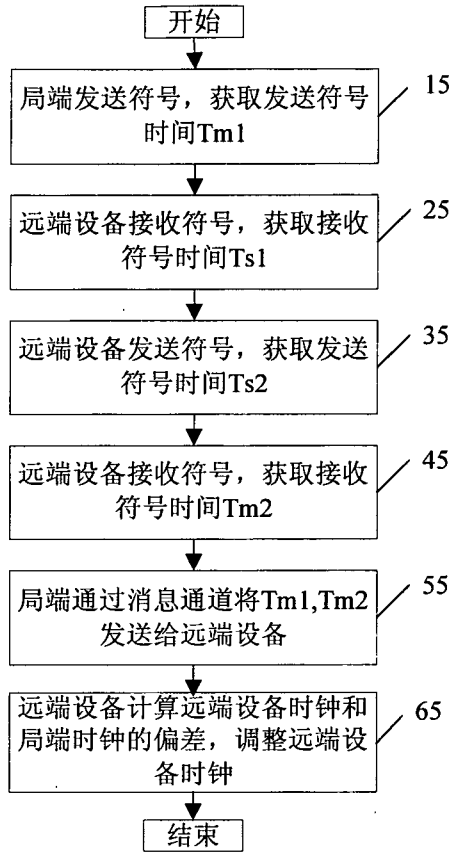 开始
局端发送符号，获取发送符号
时间Tm1
15
远端设备接收符号，获取接收
符号时间Ts1
25
远端设备发送符号，获取发送
符号时间Ts2
35
远端设备接收符号，获取接收
符号时间Tm2
45
局端通过消息通道将Tm1,Tm2
发送给远端设备
55
远端设备计算远端设备时钟和
局端时钟的偏差，调整远端设
备时钟
65
结束